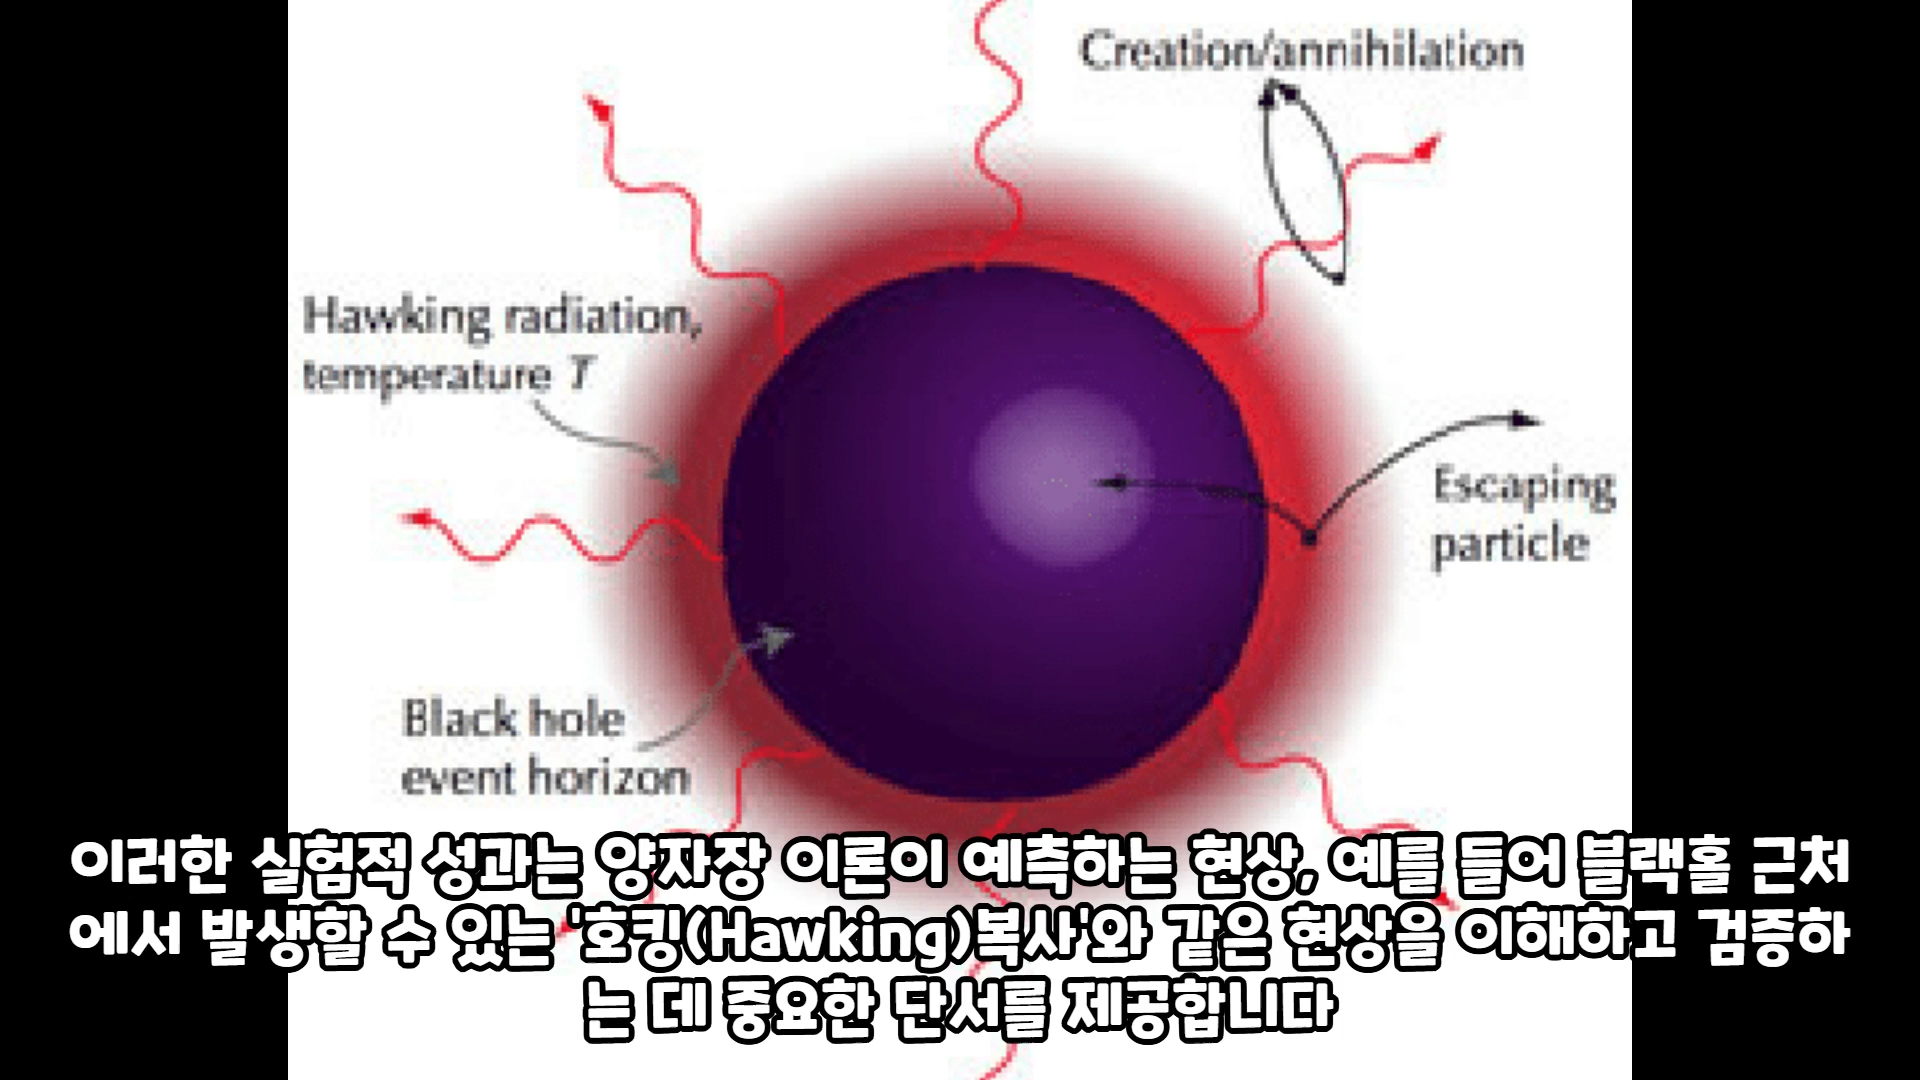 Creation/annihilation
Hawking radiation,
temperature T
Escaping
particle
Black hole
event horizon
이러한 실험적 성과는 양자장 이론이 예측하는 현상, 예를 들어 블랙홀 근처
에서 발생할 수 있는 '호킹(Hawking)복사'와 같은 현상을 이해하고 검증하
는 데 중요한 단서를 제공합니다